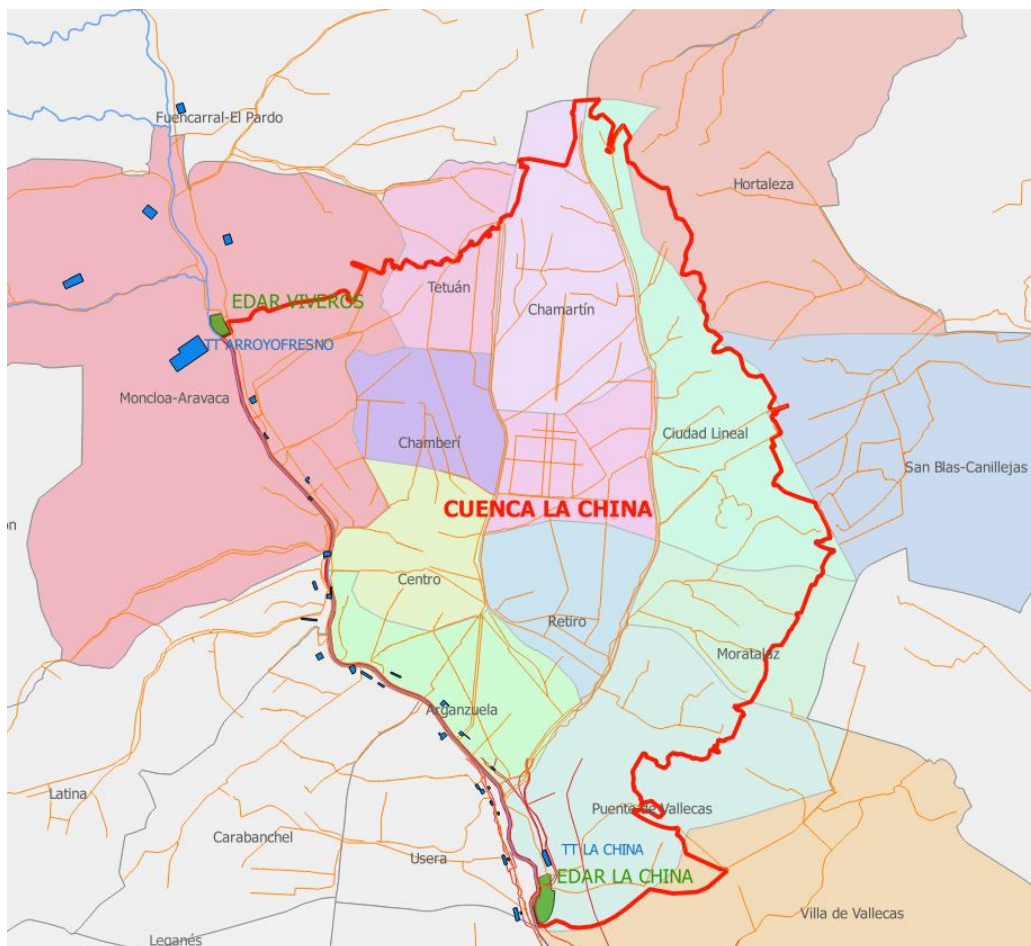 Fuencarral-El Pardo
Hortaleza
Tetuán
EDAR VIVEROS
Chamartín
TT ARROYOFRESNO
Moncloa-Aravaca
Chamberí
Ciudad Lineal
San Blas-Canillejas
CUENCA LA CHINA
ón
Centro
Retiro
Moratalaz
Arganzuela
Latina
Puente de Vallecas
Carabanchel
Usera
TT LA CHINA
EDAR LA CHINA
Villa de Vallecas
Leganés